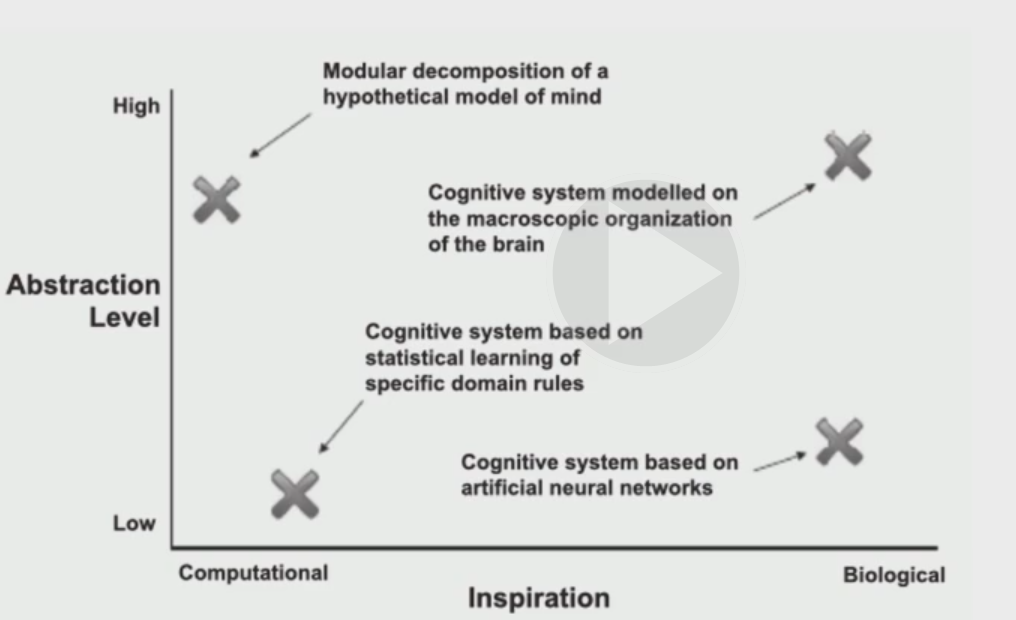 Modular decomposition of a
hypothetical model of mind
High
Cognitive system modelled on
the macroscopic organization
of the brain
Abstraction
Level
Cognitive system based on
statistical learning of
specific domain rules
Cognitive system based on
artificial neural networks
Low
Computational
Biological
Inspiration